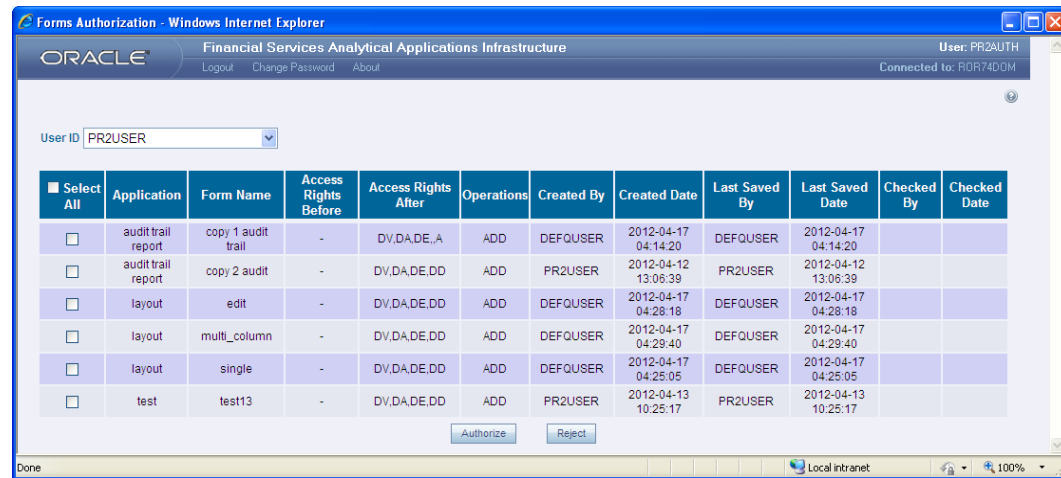 Forms Authorization - Windows Internet Explorer
ORACLE
Financial Services Analytical Applications Infrastructure
User: PR2AUTH
Logout Change Password About
Connected to: ROR74DOM
User ID PR2USER
Select All Application Form Name Access Rights Before Access Rights After Operations Created By Created Date Last Saved By Last Saved Date Checked By Checked Date
audit trail report copy 1 audit trail - DV,DA,DE,,A ADD DEFQUSER 2012-04-17 04:14:20 DEFQUSER 2012-04-17 04:14:20
audit trail report copy 2 audit - DV,DA,DE,DD ADD PR2USER 2012-04-12 13:06:39 PR2USER 2012-04-12 13:06:39
layout edit - DV,DA,DE,DD ADD DEFQUSER 2012-04-17 04:28:18 DEFQUSER 2012-04-17 04:28:18
layout multi_column - DV,DA,DE,DD ADD DEFQUSER 2012-04-17 04:29:40 DEFQUSER 2012-04-17 04:29:40
layout single - DV,DA,DE,DD ADD DEFQUSER 2012-04-17 04:25:05 DEFQUSER 2012-04-17 04:25:05
test test13 - DV,DA,DE,DD ADD PR2USER 2012-04-13 10:25:17 PR2USER 2012-04-13 10:25:17
Authorize Reject
Done Local intranet 100%